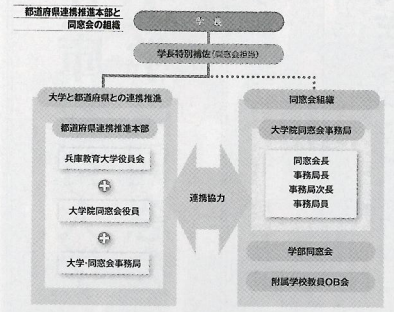 都道府県連携推進本部と
同窓会の組織
学 長
学長特別補佐(同窓会担当)
大学と都道府県との連携推進
都道府県連携推進本部
兵庫教育大学役員会
大学院同窓会役員
大学・同窓会事務局
連携協力
同窓会組織
大学院同窓会事務局
同窓会長
事務局長
事務局次長
事務局員
学部同窓会
附属学校教員OB会